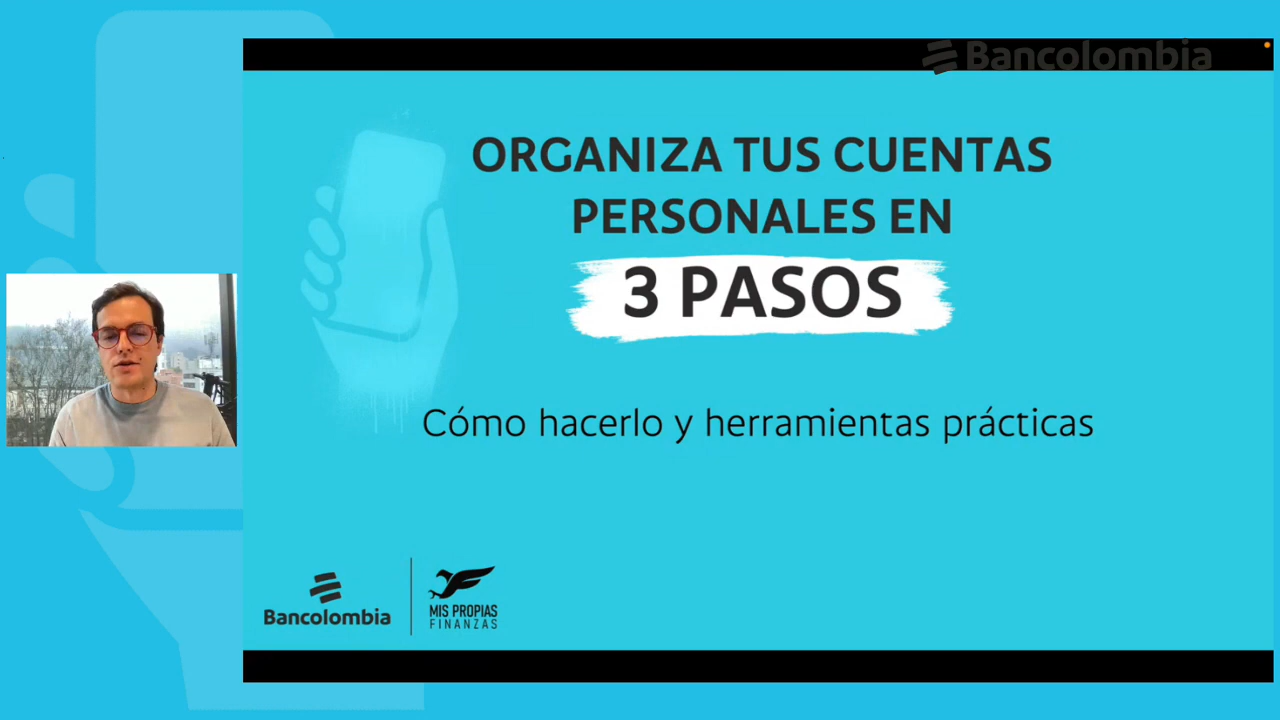 Bancolombia
ORGANIZA TUS CUENTAS
PERSONALES EN
3 PASOS
Cómo hacerlo y herramientas prácticas
Bancolombia
MIS PROPIAS
FINANZAS